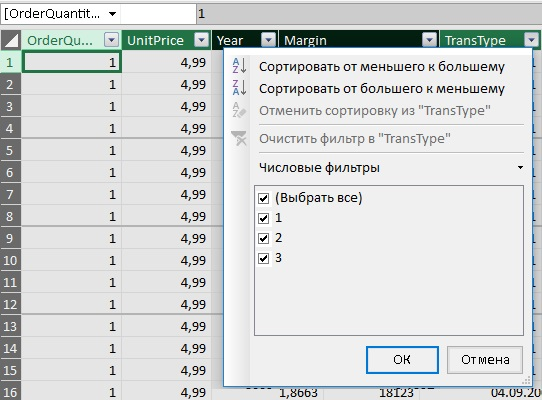 [OrderQuantit... 1
OrderQu... UnitPrice Year Margin TransType
1 1 4,99
2 1 4,99
3 1 4,99
4 1 4,99
5 1 4,99
6 1 4,99
7 1 4,99
8 1 4,99
9 1 4,99
10 1 4,99
11 1 4,99
12 1 4,99
13 1 4,99
14 1 4,99
15 1 4,99
16 1 4,99 1,8663 18123 04.09.20
Сортировать от меньшего к большему
Сортировать от большего к меньшему
Отменить сортировку из "TransType"
Очистить фильтр в "TransType"
Числовые фильтры
(Выбрать все)
1
2
3
ОК Отмена